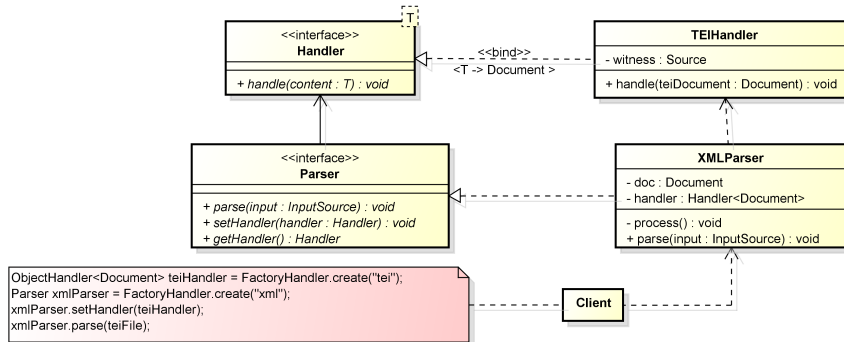 T
<<interface>>
Handler
+ handle(content : T) : void
<<bind>>
<T -> Document >
TEIHandler
- witness : Source
+ handle(teiDocument : Document) : void
<<interface>>
Parser
+ parse(input : InputSource) : void
+ setHandler(handler : Handler) : void
+ getHandler() : Handler
XMLParser
- doc : Document
- handler : Handler<Document>
- process() : void
+ parse(input : InputSource) : void
ObjectHandler<Document> teiHandler = FactoryHandler.create("tei");
Parser xmlParser = FactoryHandler.create("xml");
xmlParser.setHandler(teiHandler);
xmlParser.parse(teiFile);
Client